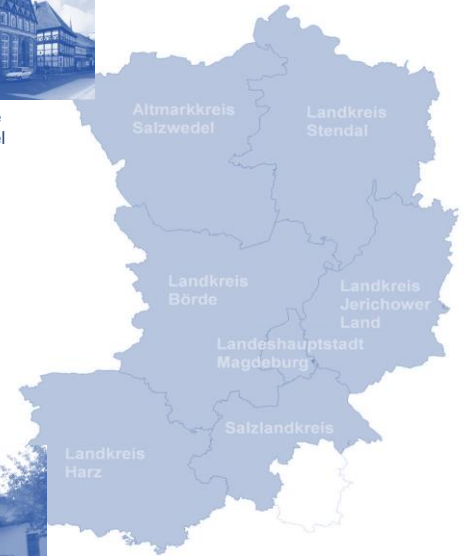 Altmarkkreis
Salzwedel
Landkreis
Stendal
Landkreis
Börde
Landkreis
Jerichower
Land
Landeshauptstadt
Magdeburg
Salzlandkreis
Landkreis
Harz